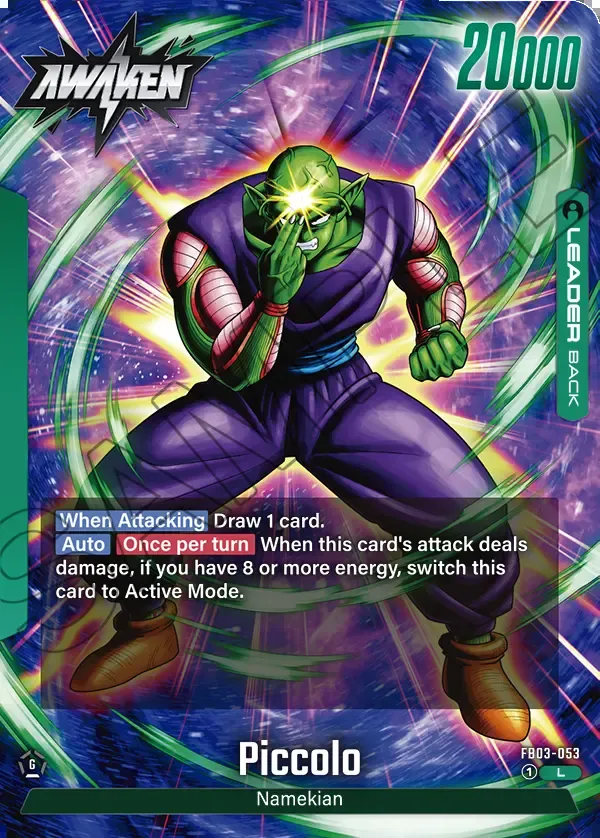 AWAKEN
20000
LEADER BACK
When Attacking Draw 1 card.
Auto Once per turn When this card's attack deals
damage, if you have 8 or more energy, switch this
card to Active Mode.
G
Piccolo
FB03-053
1 L
Namekian